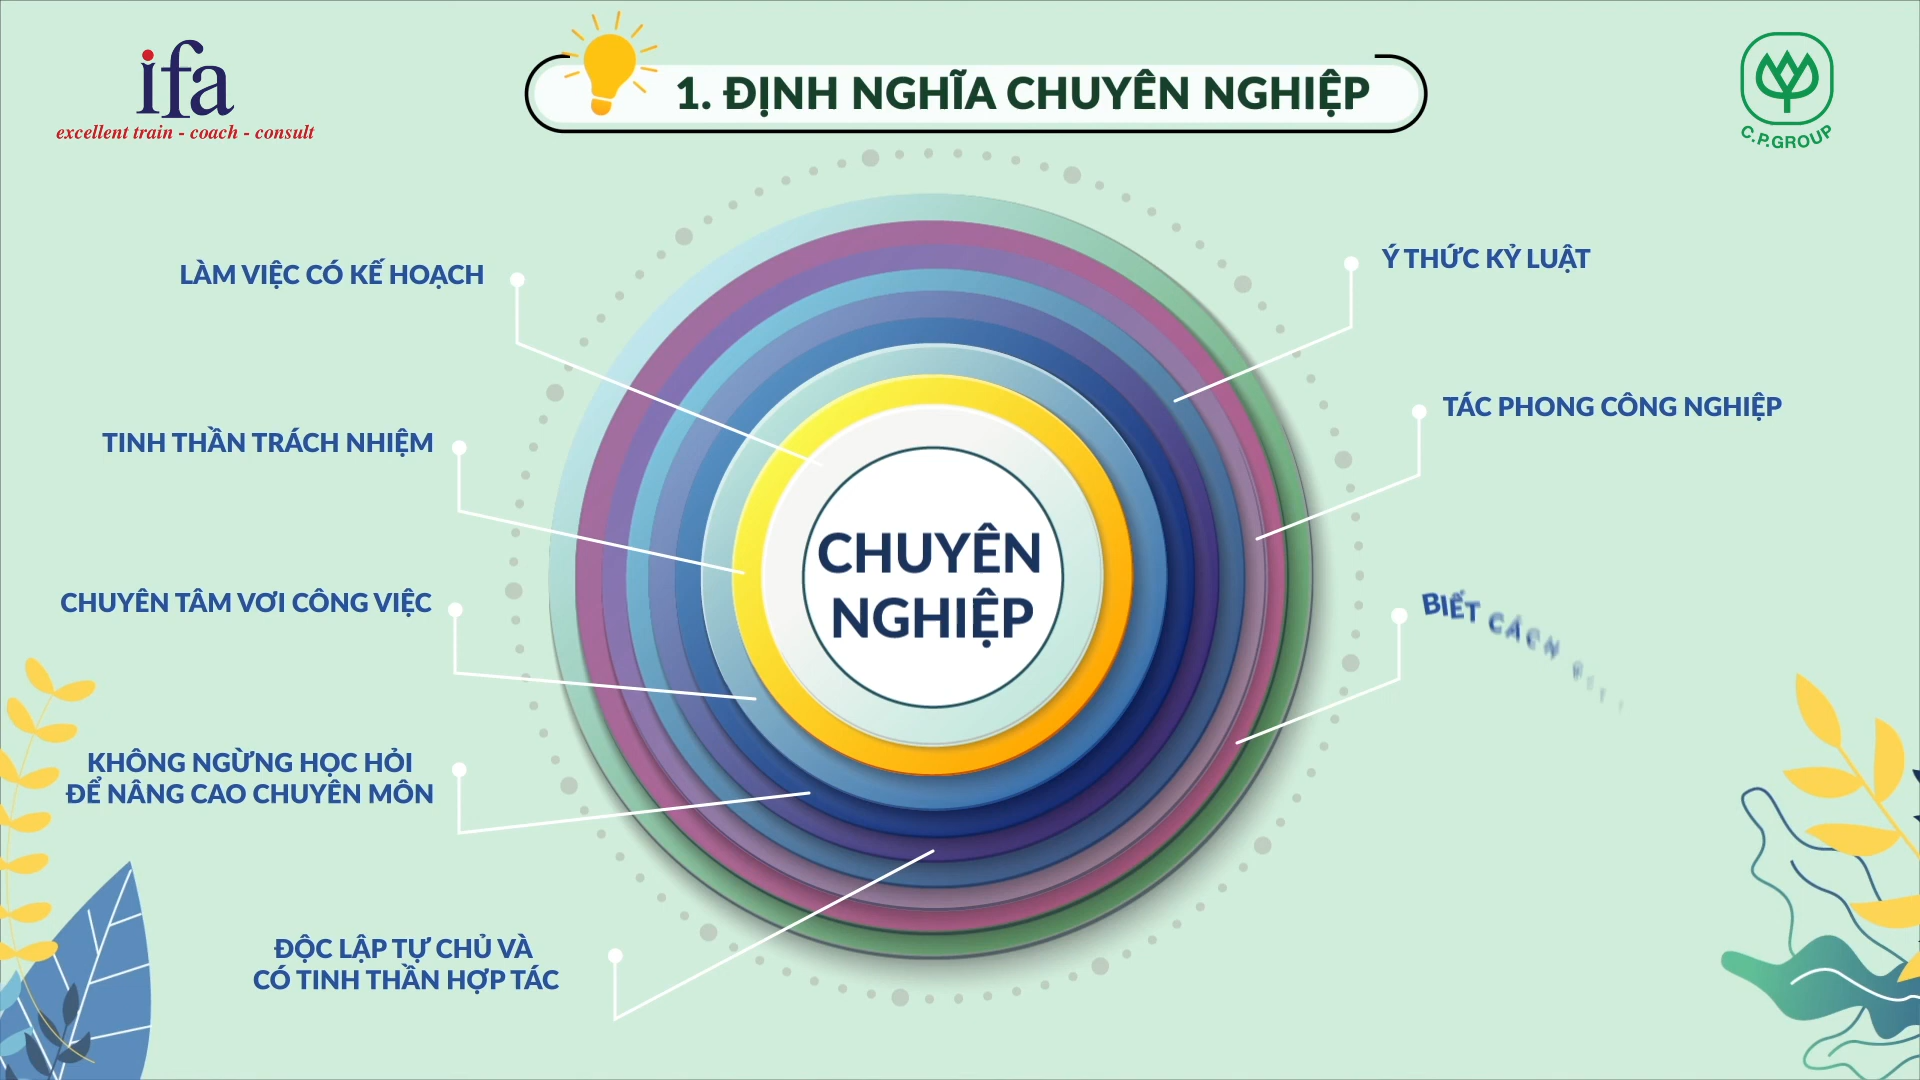 ifa
excellent train - coach - consult
1. ĐỊNH NGHĨA CHUYÊN NGHIỆP
C.P.GROUP
LÀM VIỆC CÓ KẾ HOẠCH
TINH THẦN TRÁCH NHIỆM
CHUYÊN TÂM VƠI CÔNG VIỆC
KHÔNG NGỪNG HỌC HỎI
ĐỂ NÂNG CAO CHUYÊN MÔN
ĐỘC LẬP TỰ CHỦ VÀ
CÓ TINH THẦN HỢP TÁC
CHUYÊN
NGHIỆP
Ý THỨC KỶ LUẬT
TÁC PHONG CÔNG NGHIỆP
BIẾT